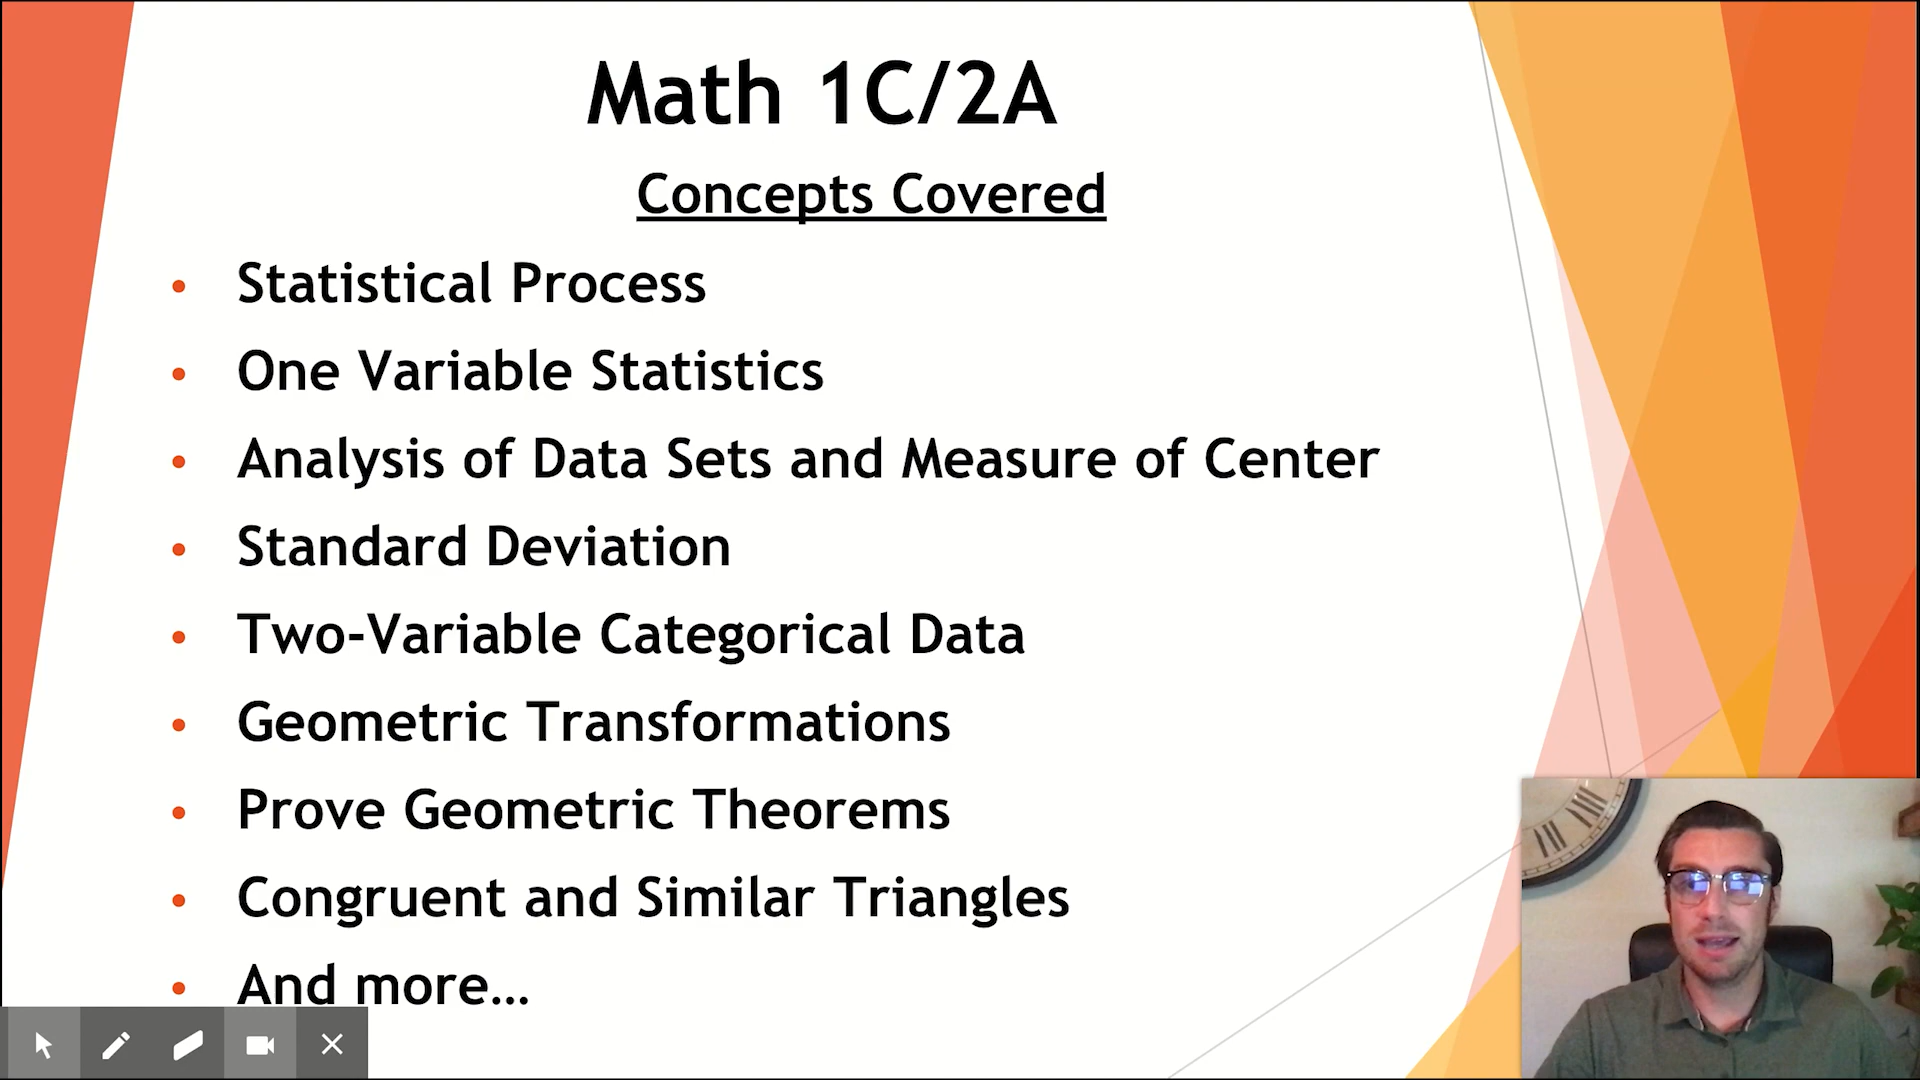 Math 1C/2A
Concepts Covered
• Statistical Process
• One Variable Statistics
• Analysis of Data Sets and Measure of Center
• Standard Deviation
• Two-Variable Categorical Data
• Geometric Transformations
• Prove Geometric Theorems
• Congruent and Similar Triangles
• And more…